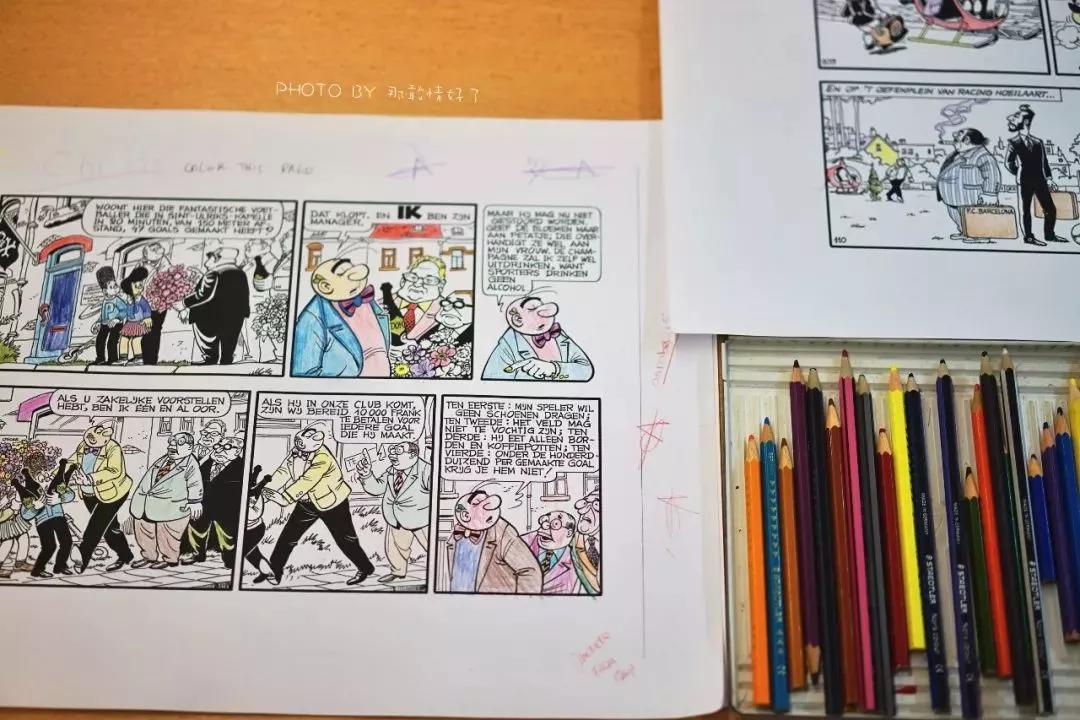 PHOTO BY 那敢情好了
COLOR THIS PAGE
WOONT HIER DIE FANTASTISCHE VOET-
BALLER DIE IN SINT-ULRIKS-KAPELLE
IN 90 MINUTEN, VAN 150 METER AF-
STAND, 47 GOALS GEMAAKT HEEFT?
DAT KLOPT. EN IK BEN ZIJN
MANAGER.
MAAR HIJ MAG NU NIET
GESTOORD WORDEN.
GEEF DE BLOEMEN MAAR
AAN PETATJE; DIE OVER-
HANDIGT ZE WEL AAN
MIJN VROUW. DE CHAM-
PAGNE ZAL IK ZELF WEL
UITDRINKEN, WANT
SPORTERS DRINKEN
GEEN
ALCOHOL.
ALS U ZAKELIJKE VOORSTELLEN
HEBT, BEN IK ÉÉN EN AL OOR.
ALS HIJ IN ONZE CLUB KOMT,
ZIJN WIJ BEREID 10 000 FRANK
TE BETALEN VOOR
IEDERE GOAL
DIE HIJ MAAKT.
TEN EERSTE: MIJN SPELER WIL
GEEN SCHOENEN DRAGEN;
TEN TWEEDE: HET VELD MAG
NIET TE VOCHTIG ZIJN; TEN
DERDE: HIJ EET ALLEEN BOR-
DEN EN KOFFIEPOTTEN; TEN
VIERDE: ONDER DE HONDERD-
DUIZEND PER GEMAAKTE GOAL
KRIJG JE HEM NIET!
EN OP 'T OEFENPLEIN VAN RACING HOEILAART...
F.C. BARCELONA
110
STAEDTLER
STAEDTLER